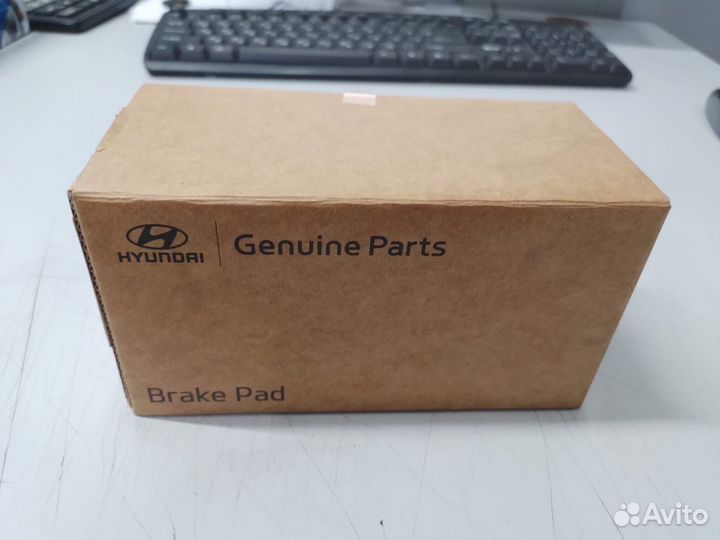 HYUNDAI | Genuine Parts
Brake Pad
Avito